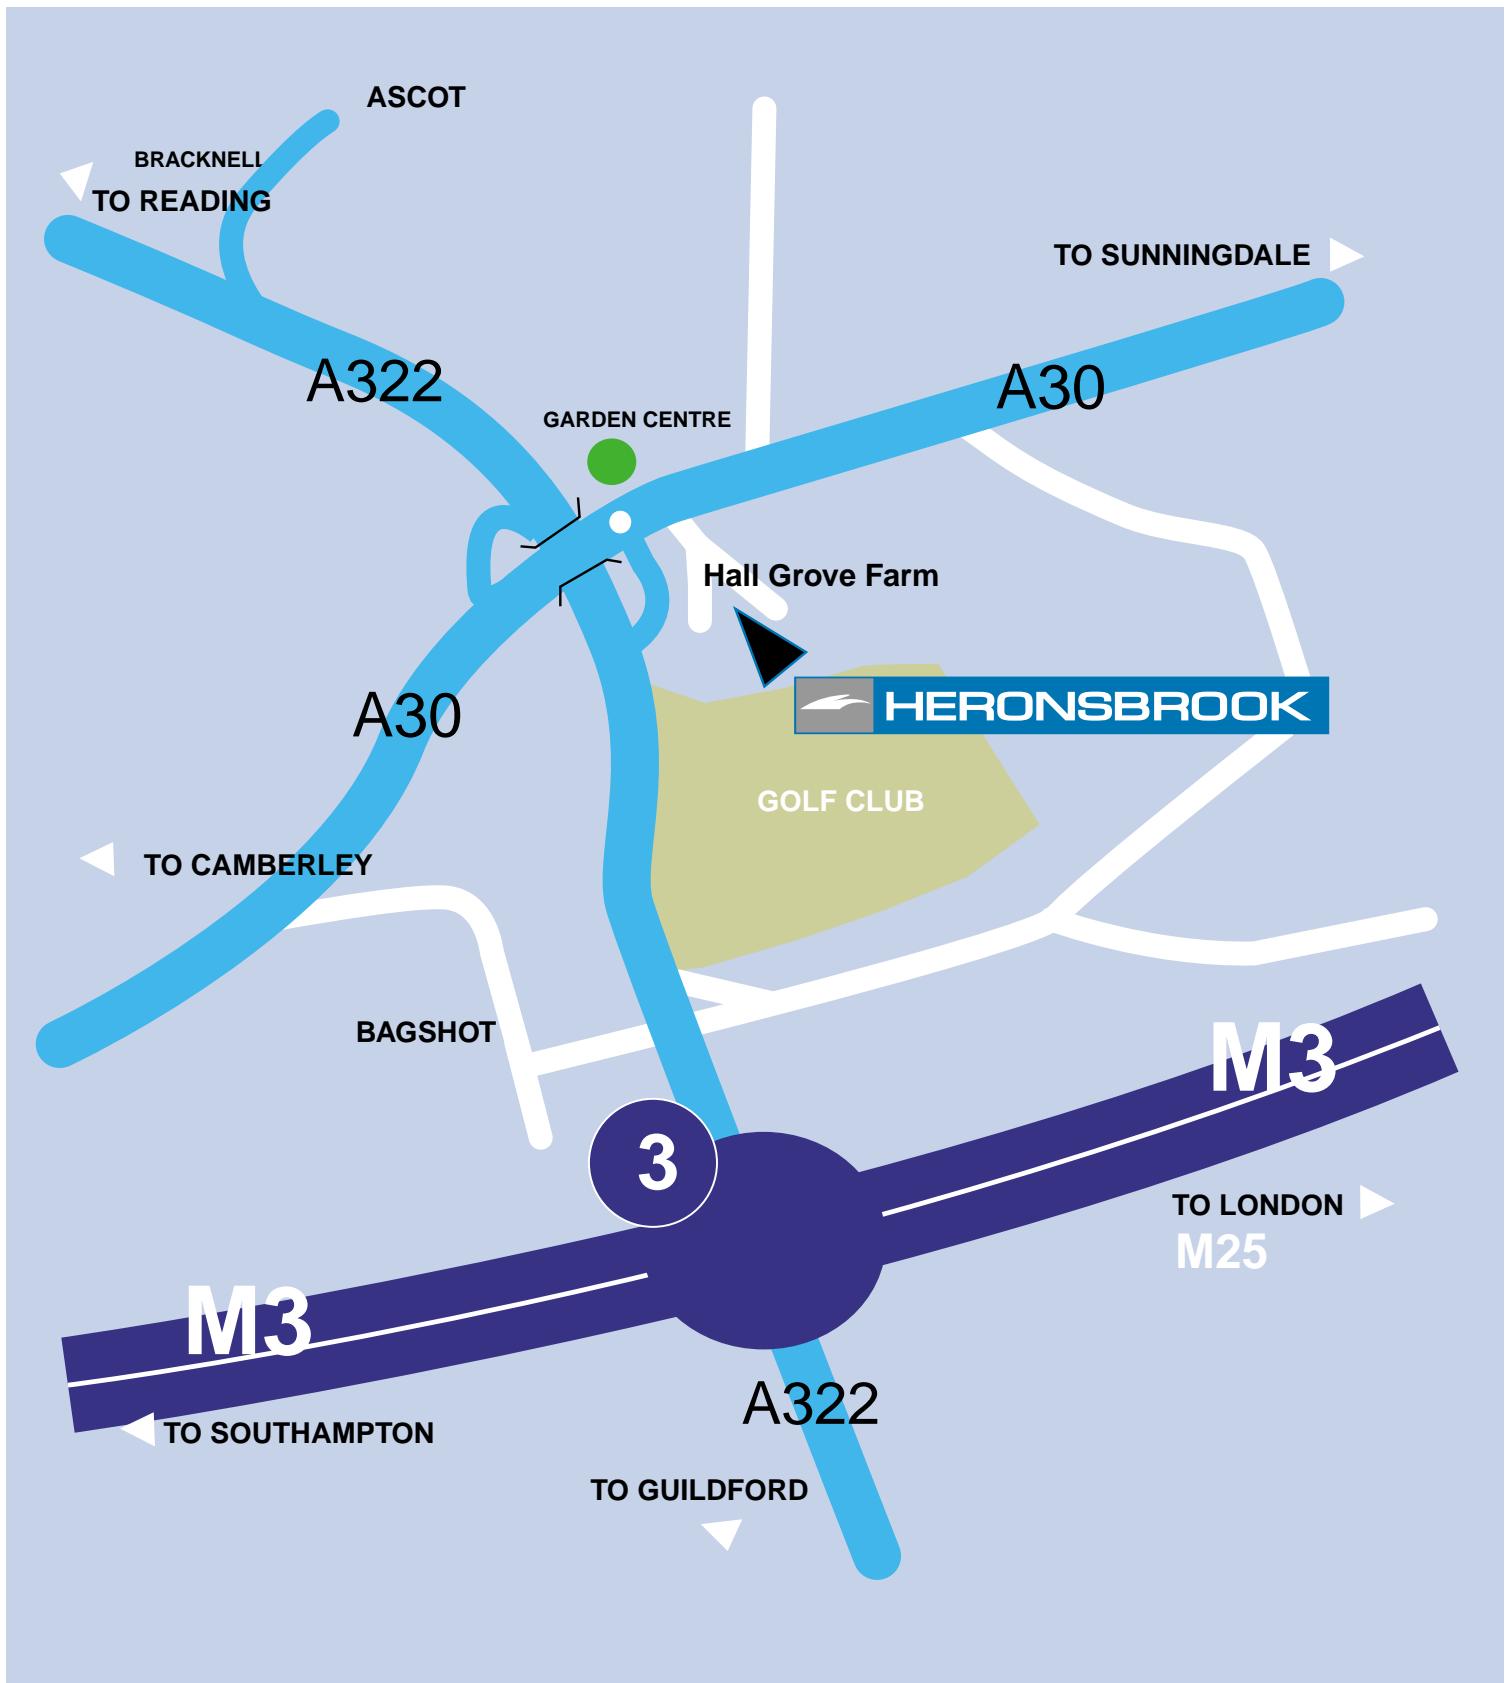 ASCOT
BRACKNELL
TO READING
TO SUNNINGDALE
A322
A30
GARDEN CENTRE
Hall Grove Farm
HERONSBROOK
A30
GOLF CLUB
TO CAMBERLEY
BAGSHOT
M3
3
TO LONDON
M25
M3
A322
TO SOUTHAMPTON
TO GUILDFORD